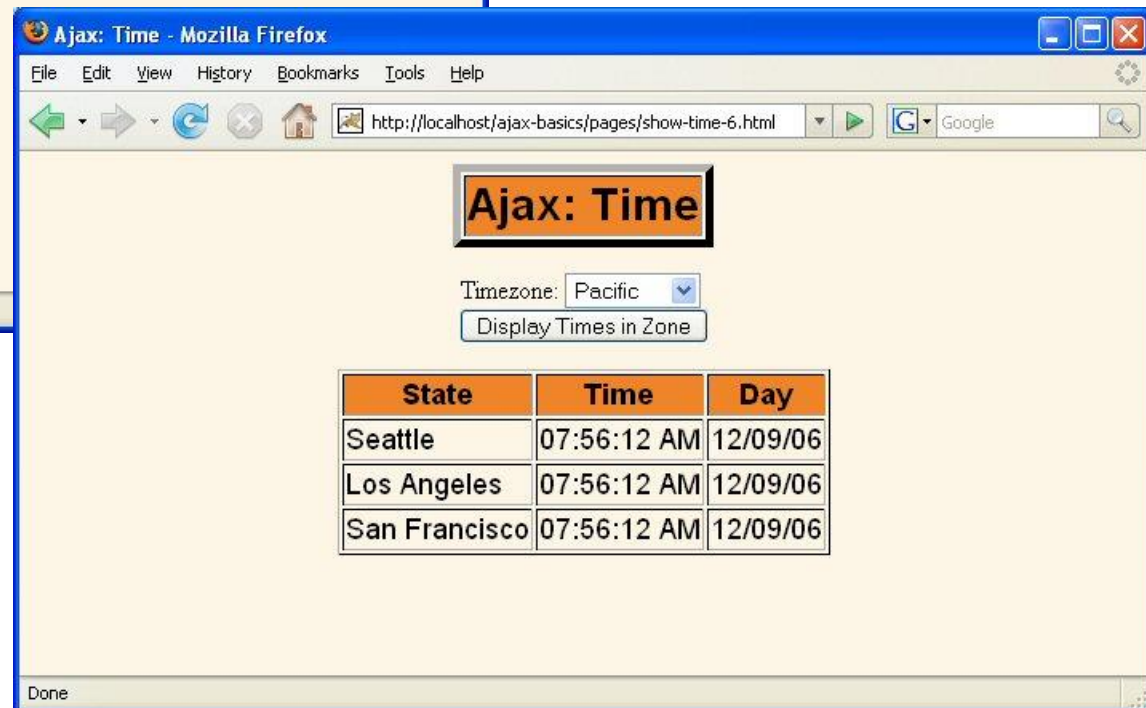 Ajax: Time - Mozilla Firefox
File Edit View History Bookmarks Tools Help
http://localhost/ajax-basics/pages/show-time-6.html G Google
Ajax: Time
Timezone: Pacific
Display Times in Zone
State Time Day
Seattle 07:56:12 AM 12/09/06
Los Angeles 07:56:12 AM 12/09/06
San Francisco 07:56:12 AM 12/09/06
Done